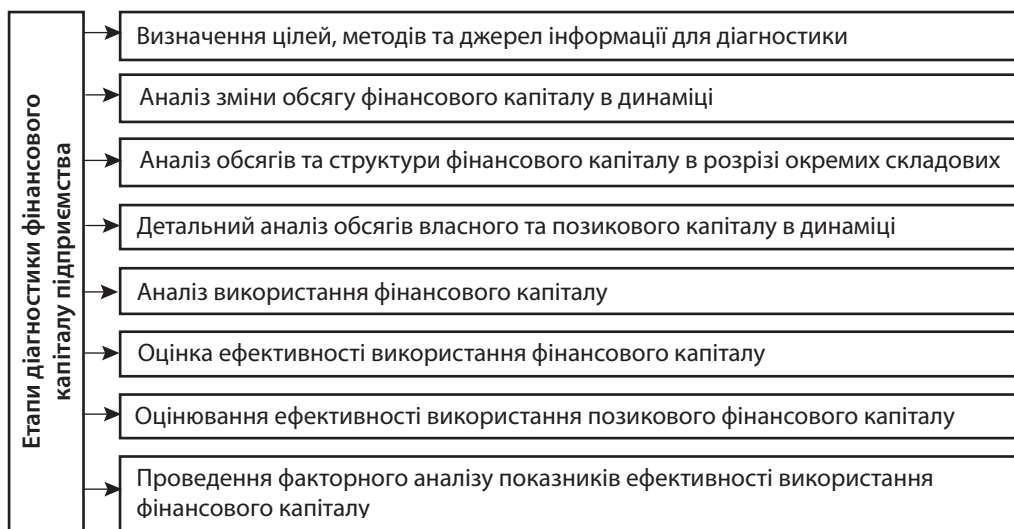 Етапи діагностики фінансового
капіталу підприємства
Визначення цілей, методів та джерел інформації для діагностики
Аналіз зміни обсягу фінансового капіталу в динаміці
Аналіз обсягів та структури фінансового капіталу в розрізі окремих складових
Детальний аналіз обсягів власного та позикового капіталу в динаміці
Аналіз використання фінансового капіталу
Оцінка ефективності використання фінансового капіталу
Оцінювання ефективності використання позикового фінансового капіталу
Проведення факторного аналізу показників ефективності використання
фінансового капіталу